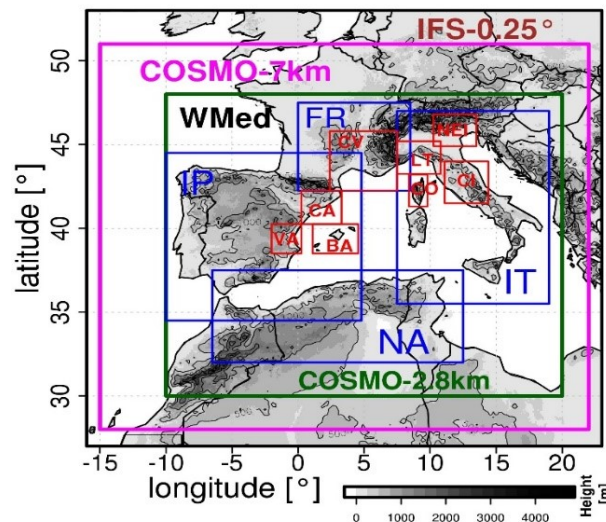 IFS-0.25°
COSMO-7km
WMed
FR
NEI
CV
LT
IP
CO
CI
CA
VA
BA
IT
NA
COSMO-2.8km
50
45
40
35
30
latitude [°]
-15 -10 -5 0 5 10 15 20
longitude [°]
0 1000 2000 3000 4000
Height
[m]